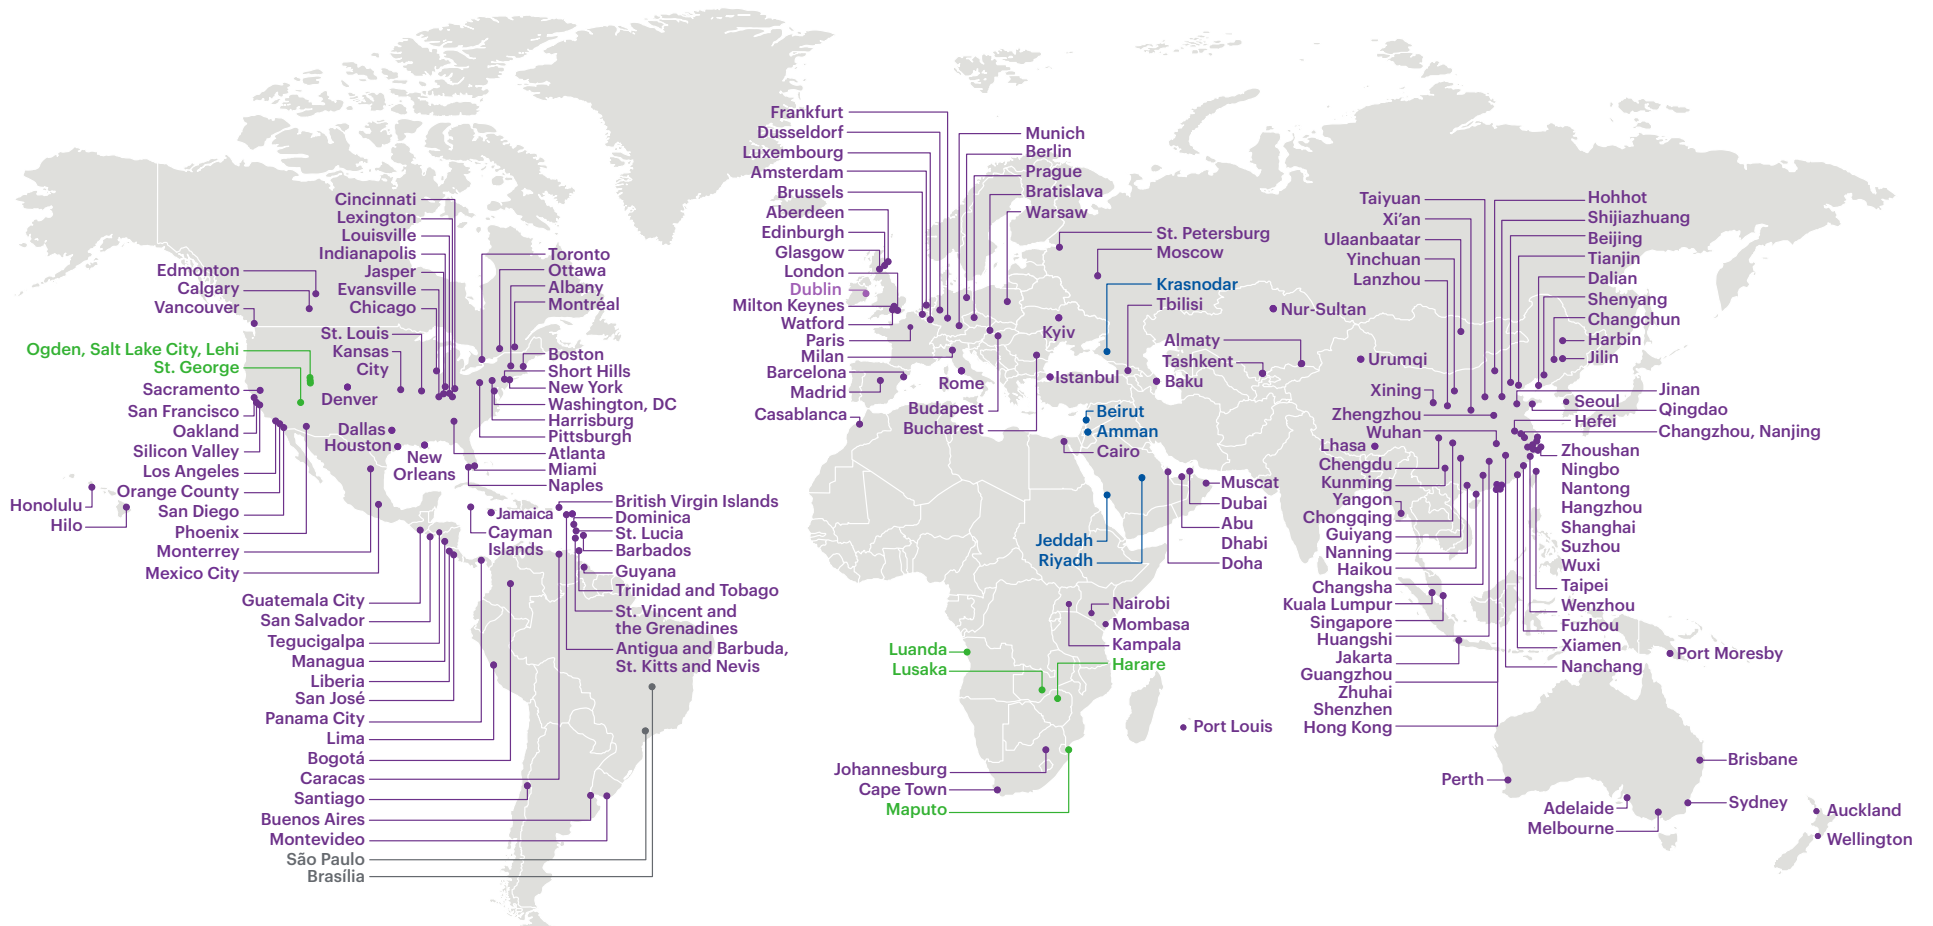 Cincinnati
Lexington
Louisville
Indianapolis
Jasper
Evansville
Chicago
St. Louis
Kansas
City
Denver
Dallas
Houston
New
Orleans
Edmonton
Calgary
Vancouver
Ogden, Salt Lake City, Lehi
St. George
Sacramento
San Francisco
Oakland
Silicon Valley
Los Angeles
Orange County
San Diego
Phoenix
Monterrey
Mexico City
Honolulu
Hilo
Toronto
Ottawa
Albany
Montréal
Boston
Short Hills
New York
Washington, DC
Harrisburg
Pittsburgh
Atlanta
Miami
Naples
Jamaica
Cayman
Islands
British Virgin Islands
Dominica
St. Lucia
Barbados
Guyana
Trinidad and Tobago
St. Vincent and
the Grenadines
Antigua and Barbuda,
St. Kitts and Nevis
Guatemala City
San Salvador
Tegucigalpa
Managua
Liberia
San José
Panama City
Lima
Bogotá
Caracas
Santiago
Buenos Aires
Montevideo
São Paulo
Brasília
Frankfurt
Dusseldorf
Luxembourg
Amsterdam
Brussels
Aberdeen
Edinburgh
Glasgow
London
Dublin
Milton Keynes
Watford
Paris
Milan
Barcelona
Madrid
Casablanca
Rome
Budapest
Bucharest
Munich
Berlin
Prague
Bratislava
Warsaw
St. Petersburg
Moscow
Krasnodar
Tbilisi
Kyiv
Istanbul
Baku
Beirut
Amman
Cairo
Nur-Sultan
Almaty
Tashkent
Jeddah
Riyadh
Muscat
Dubai
Abu
Dhabi
Doha
Nairobi
Mombasa
Kampala
Harare
Luanda
Lusaka
Port Louis
Johannesburg
Cape Town
Maputo
Taiyuan
Xi’an
Ulaanbaatar
Yinchuan
Lanzhou
Urumqi
Xining
Zhengzhou
Wuhan
Lhasa
Chengdu
Kunming
Yangon
Chongqing
Guiyang
Nanning
Haikou
Changsha
Kuala Lumpur
Singapore
Huangshi
Jakarta
Guangzhou
Zhuhai
Shenzhen
Hong Kong
Hohhot
Shijiazhuang
Beijing
Tianjin
Dalian
Shenyang
Changchun
Harbin
Jilin
Jinan
Seoul
Qingdao
Hefei
Changzhou, Nanjing
Zhoushan
Ningbo
Nantong
Hangzhou
Shanghai
Suzhou
Wuxi
Taipei
Wenzhou
Fuzhou
Xiamen
Nanchang
Port Moresby
Perth
Adelaide
Melbourne
Brisbane
Sydney
Auckland
Wellington